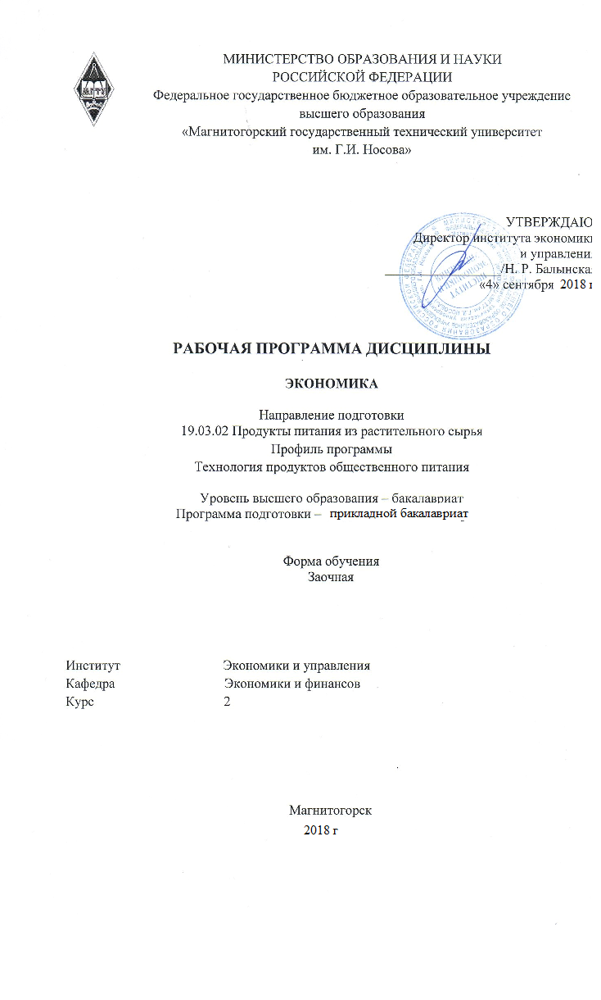 МИНИСТЕРСТВО ОБРАЗОВАНИЯ И НАУКИ
РОССИЙСКОЙ ФЕДЕРАЦИИ
Федеральное государственное бюджетное образовательное учреждение
высшего образования
«Магнитогорский государственный технический университет
им. Г.И. Носова»
УТВЕРЖДАЮ
Директор института экономики
и управлени
/Н. Р. Балынска
«4» сентября 2018 г
РАБОЧАЯ ПРОГРАММА ДИСЦИПЛИНЫ
ЭКОНОМИКА
Направление подготовки
19.03.02 Продукты питания из растительного сырья
Профиль программы
Технология продуктов общественного питания
Уровень высшего образования – бакалавриат
Программа подготовки – прикладной бакалавриат
Форма обучения
Заочная
Институт Экономики и управления
Кафедра Экономики и финансов
Курс 2
Магнитогорск
2018 г